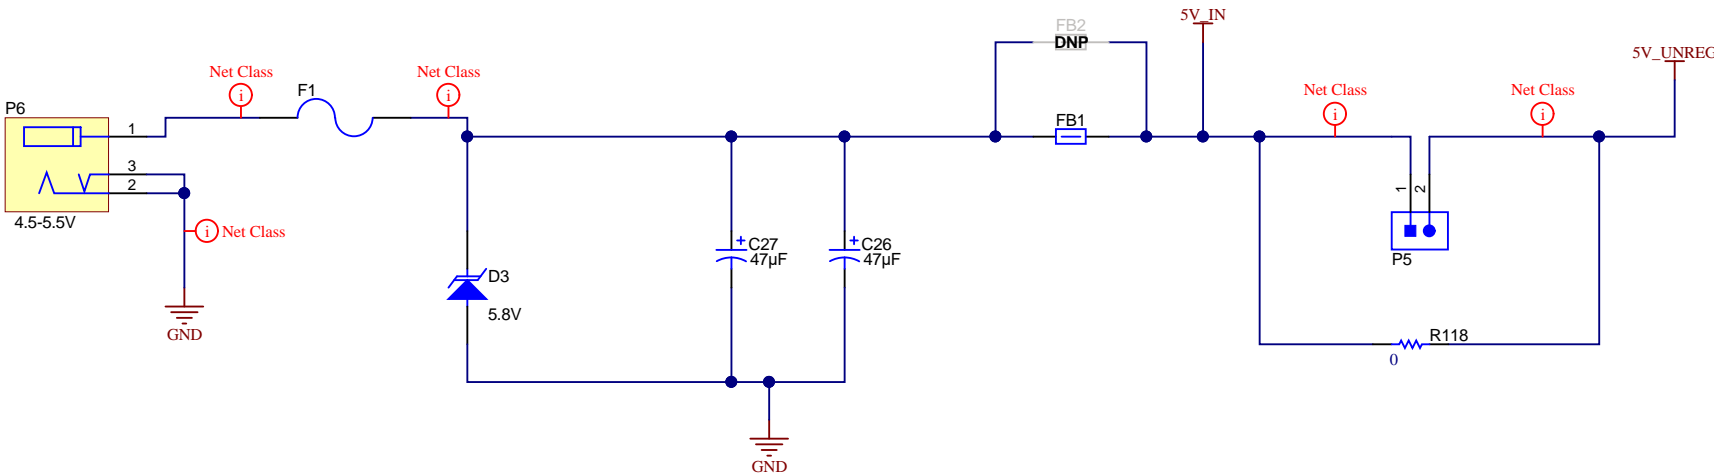 FB2
DNP
5V_IN
5V_UNREG
Net Class
i
F1
Net Class
i
Net Class
i
Net Class
i
P6
1
3
2
4.5-5.5V
i Net Class
GND
FB1
D3
5.8V
+ C27
47µF
+ C26
47µF
1
2
P5
R118
0
GND